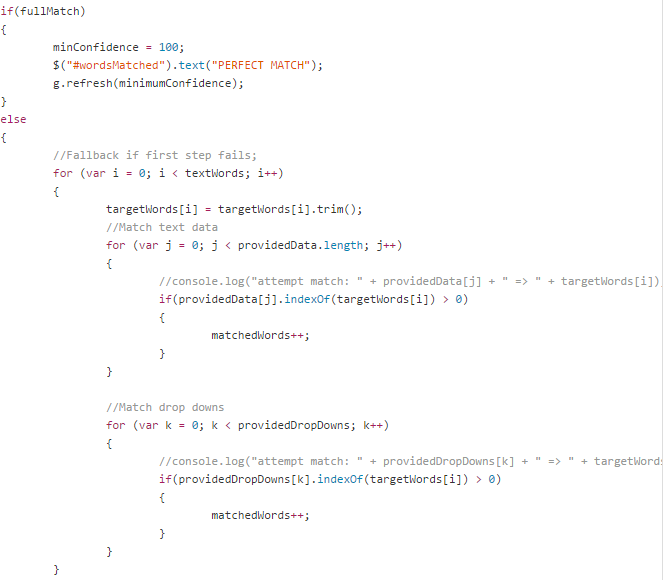 if(fullMatch)
{
minConfidence = 100;
$("#wordsMatched").text("PERFECT MATCH");
g.refresh(minimumConfidence);
}
else
{
//Fallback if first step fails;
for (var i = 0; i < textWords; i++)
{
targetWords[i] = targetWords[i].trim();
//Match text data
for (var j = 0; j < providedData.length; j++)
{
//console.log("attempt match: " + providedData[j] + " => " + targetWords[i])
if(providedData[j].indexOf(targetWords[i]) > 0)
{
matchedWords++;
}
}
//Match drop downs
for (var k = 0; k < providedDropDowns; k++)
{
//console.log("attempt match: " + providedDropDowns[k] + " => " + targetWords
if(providedDropDowns[k].indexOf(targetWords[i]) > 0)
{
matchedWords++;
}
}
}